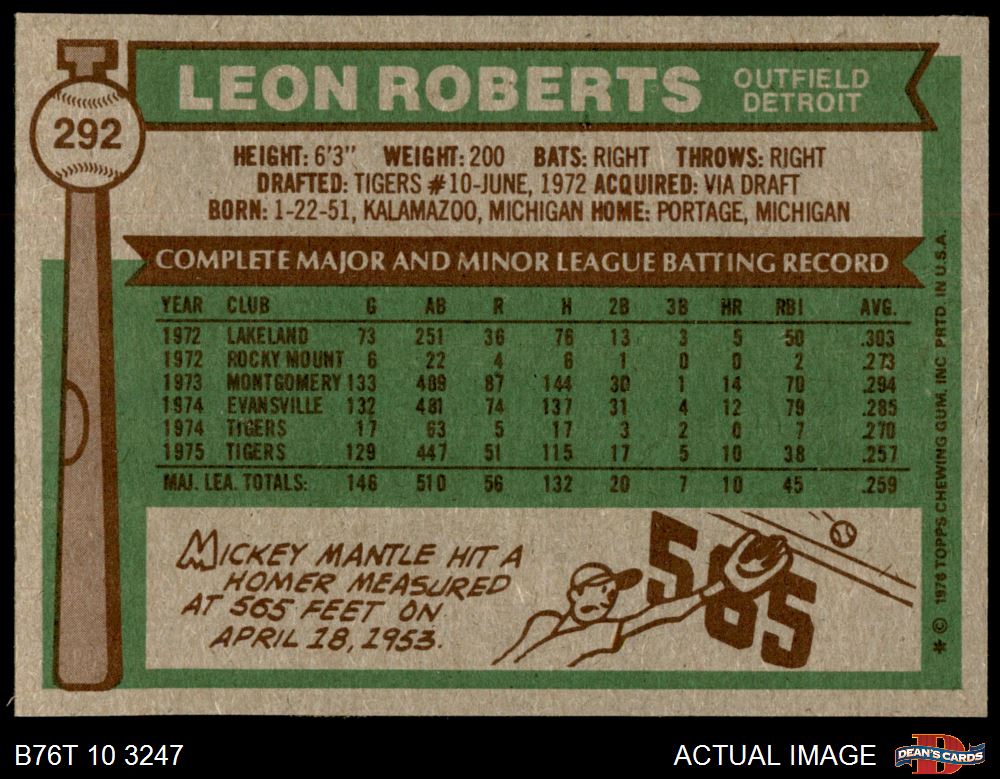 292
LEON ROBERTS
OUTFIELD
DETROIT
HEIGHT: 6'3" WEIGHT: 200 BATS: RIGHT THROWS: RIGHT
DRAFTED: TIGERS #10-JUNE, 1972 ACQUIRED: VIA DRAFT
BORN: 1-22-51, KALAMAZOO, MICHIGAN HOME: PORTAGE, MICHIGAN
COMPLETE MAJOR AND MINOR LEAGUE BATTING RECORD
YEAR CLUB G AB R H 2B 3B HR RBI AVG.
1972 LAKELAND 73 251 36 76 13 3 5 50 .303
1972 ROCKY MOUNT 6 22 4 6 1 0 0 2 .273
1973 MONTGOMERY 133 489 87 144 30 1 14 70 .294
1974 EVANSVILLE 132 481 74 137 31 4 12 79 .285
1974 TIGERS 17 63 5 17 3 2 0 7 .270
1975 TIGERS 129 447 51 115 17 5 10 38 .257
MAJ. LEA. TOTALS: 146 510 56 132 20 7 10 45 .259
MICKEY MANTLE HIT A
HOMER MEASURED
AT 565 FEET ON
APRIL 18, 1953.
565
* © 1976 TOPPS CHEWING GUM, INC. PRTD. IN U.S.A.
B76T 10 3247
ACTUAL IMAGE
DEAN'S CARDS